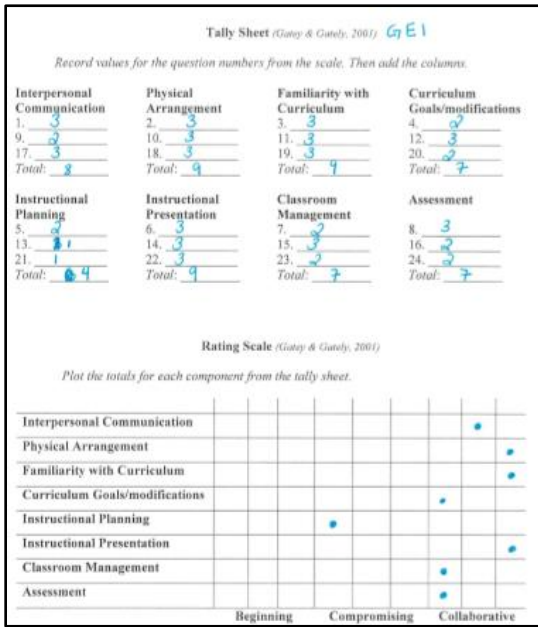 Tally Sheet (Gately & Gately, 2001) GE1
Record values for the question numbers from the scale. Then add the columns.
Interpersonal Communication
1. 3
9. 2
17. 3
Total: 8
Physical Arrangement
2. 3
10. 3
18. 3
Total: 9
Familiarity with Curriculum
3. 3
11. 3
19. 3
Total: 9
Curriculum Goals/modifications
4. 2
12. 3
20. 2
Total: 7
Instructional Planning
5. 2
13. 1
21. 1
Total: 4
Instructional Presentation
6. 3
14. 3
22. 3
Total: 9
Classroom Management
7. 2
15. 3
23. 2
Total: 7
Assessment
8. 3
16. 2
24. 2
Total: 7
Rating Scale (Gately & Gately, 2001)
Plot the totals for each component from the tally sheet.
Interpersonal Communication
Physical Arrangement
Familiarity with Curriculum
Curriculum Goals/modifications
Instructional Planning
Instructional Presentation
Classroom Management
Assessment
Beginning Compromising Collaborative